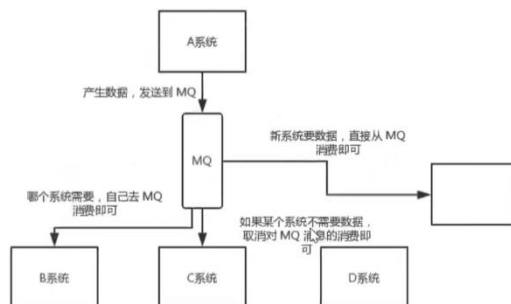 A系统
产生数据，发送到 MQ
MQ
新系统要数据，直接从 MQ
消费即可
哪个系统需要，自己去 MQ
消费即可
如果某个系统不需要数据，
取消对 MQ 消息的消费即
可
B系统
C系统
D系统